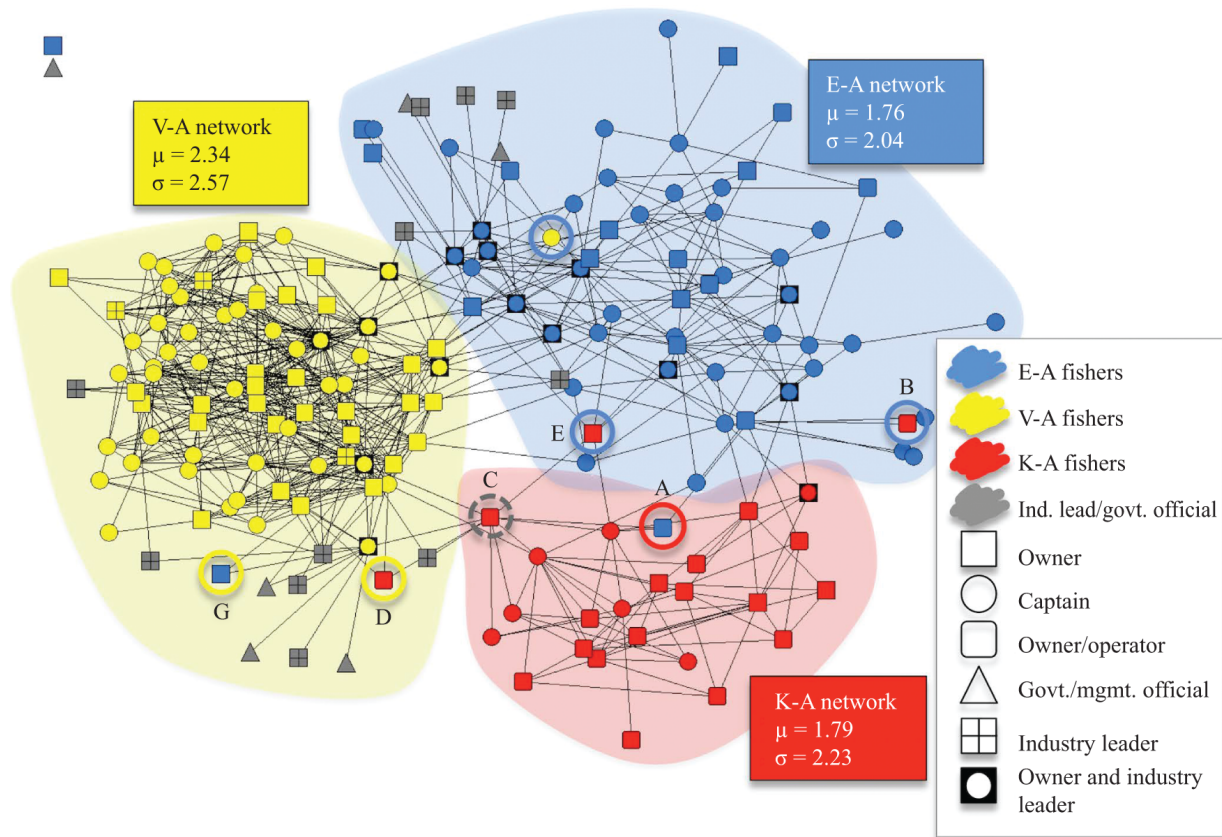 E-A network
μ = 1.76
σ = 2.04
V-A network
μ = 2.34
σ = 2.57
B
E
C
A
G
D
K-A network
μ = 1.79
σ = 2.23
E-A fishers
V-A fishers
K-A fishers
Ind. lead/govt. official
Owner
Captain
Owner/operator
Govt./mgmt. official
Industry leader
Owner and industry
leader